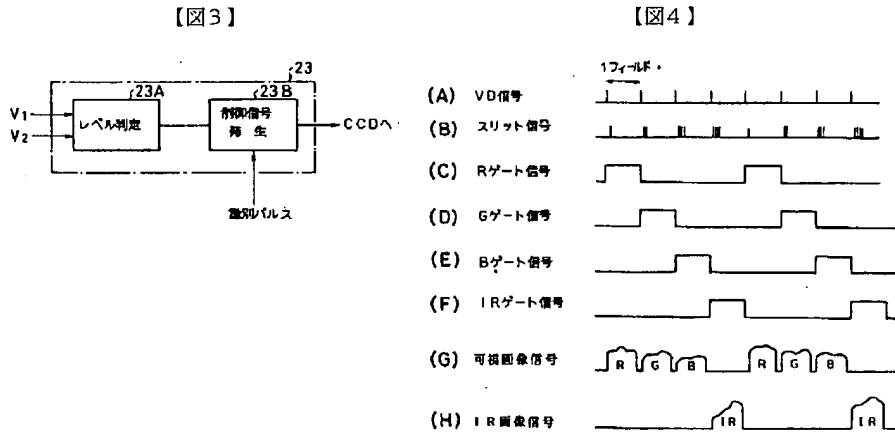 【図3】
23
23A
23B
V1
V2
レベル判定
制御信号
発生
CCDへ
識別パルス
【図4】
1フィールド
(A) VD信号
(B) スリット信号
(C) Rゲート信号
(D) Gゲート信号
(E) Bゲート信号
(F) IRゲート信号
(G) 可視画像信号
R G B R G B
(H) IR画像信号
IR IR